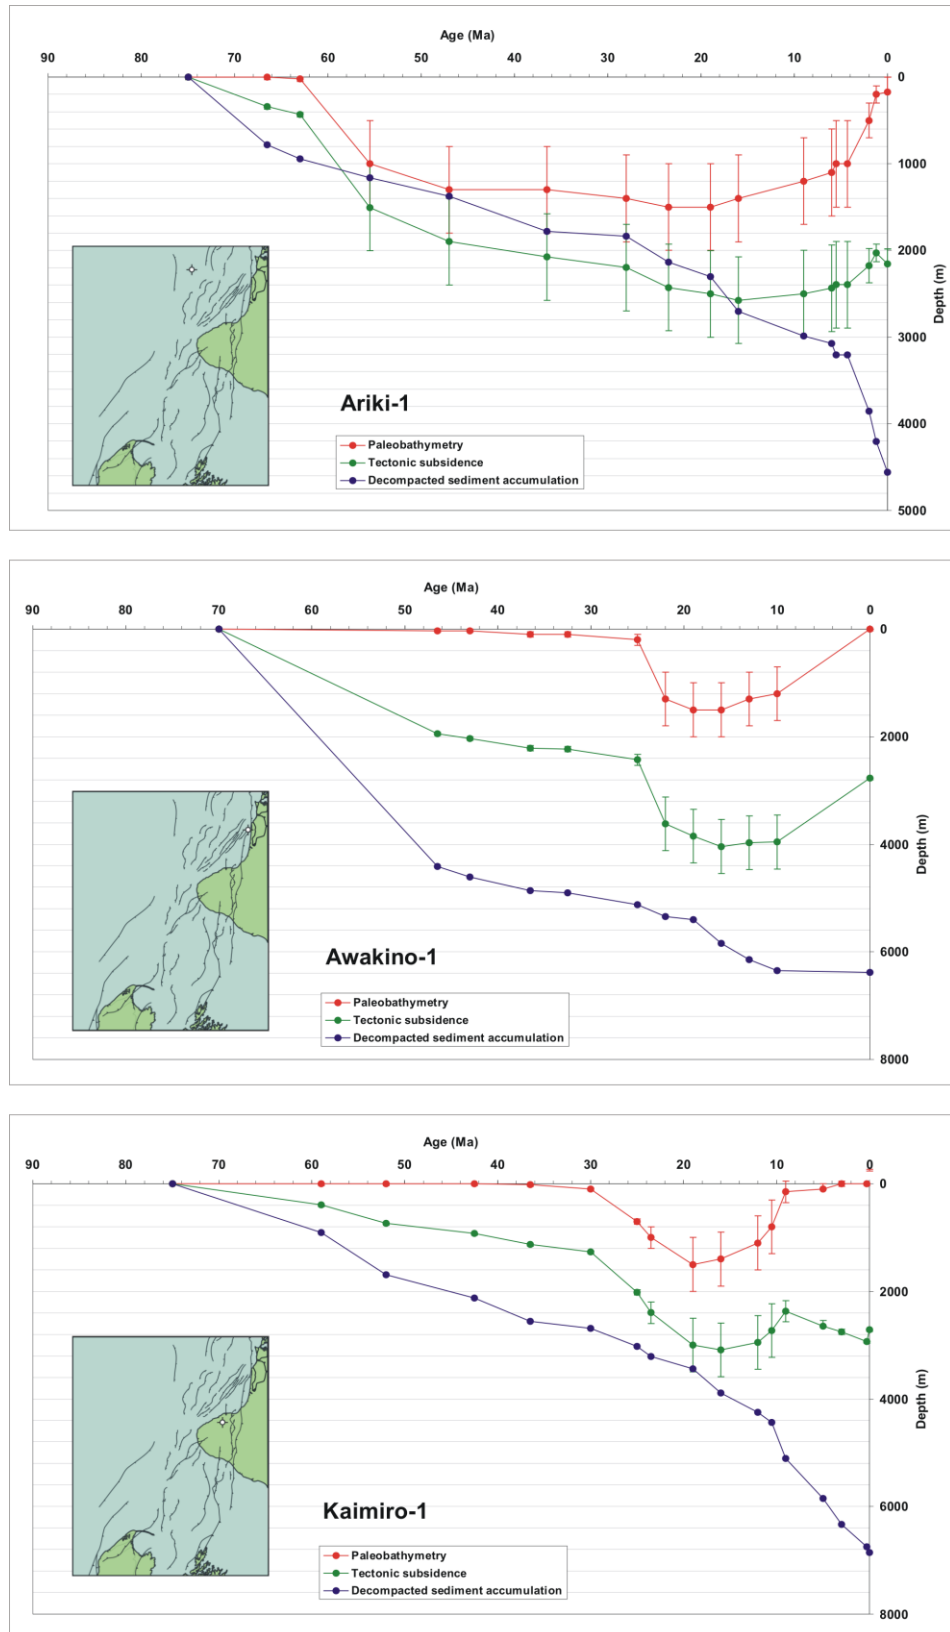 Age (Ma)
90 80 70 60 50 40 30 20 10 0
0
1000
2000
3000
4000
5000
Depth (m)
Ariki-1
Paleobathymetry
Tectonic subsidence
Decompacted sediment accumulation
Age (Ma)
90 80 70 60 50 40 30 20 10 0
0
2000
4000
6000
8000
Depth (m)
Awakino-1
Paleobathymetry
Tectonic subsidence
Decompacted sediment accumulation
Age (Ma)
90 80 70 60 50 40 30 20 10 0
0
2000
4000
6000
8000
Depth (m)
Kaimiro-1
Paleobathymetry
Tectonic subsidence
Decompacted sediment accumulation